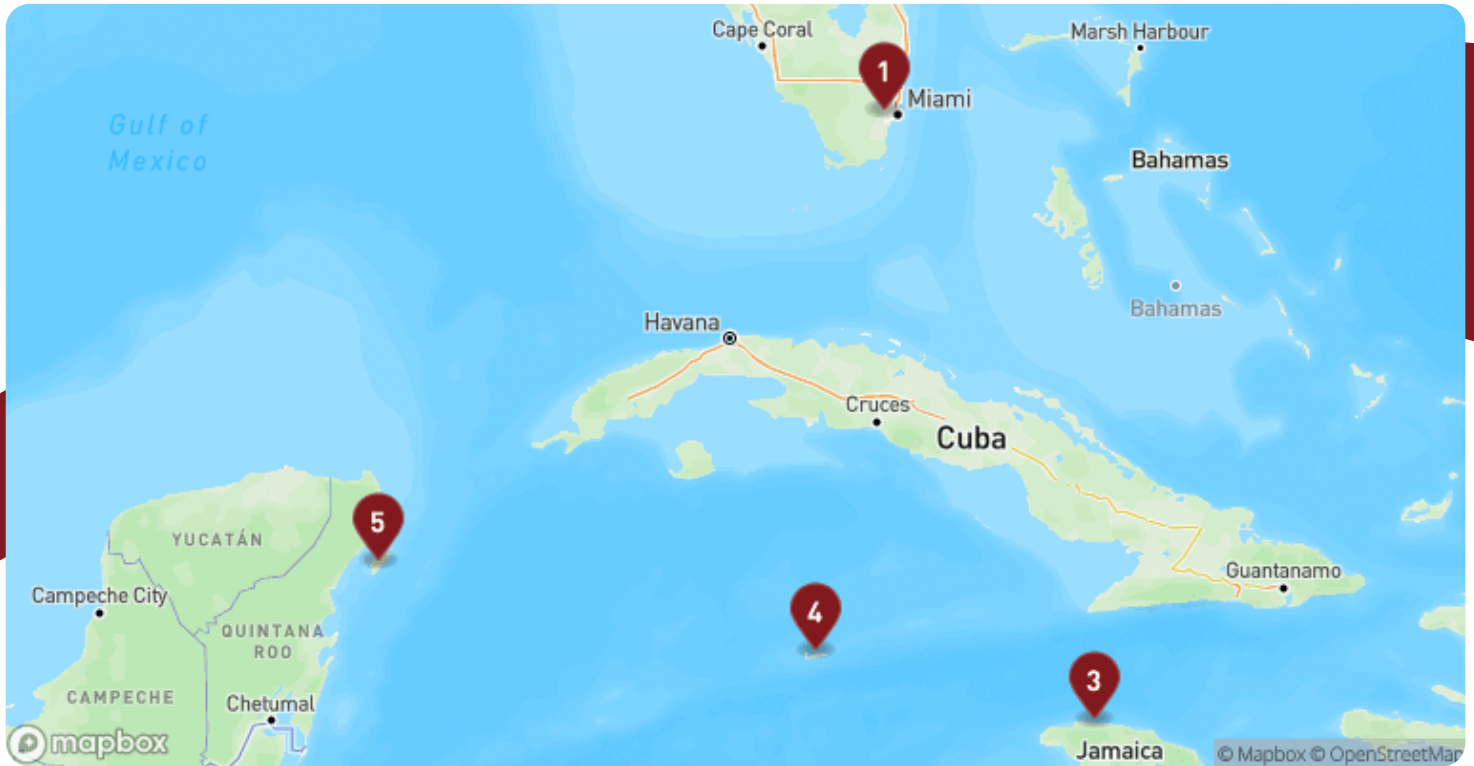 Cape Coral
Marsh Harbour
1
Miami
Gulf of
Mexico
Bahamas
Bahamas
Havana
Cruces
Cuba
5
YUCATÁN
Campeche City
Guantanamo
4
QUINTANA
ROO
3
CAMPECHE
Chetumal
mapbox
Jamaica
© Mapbox © OpenStreetMap